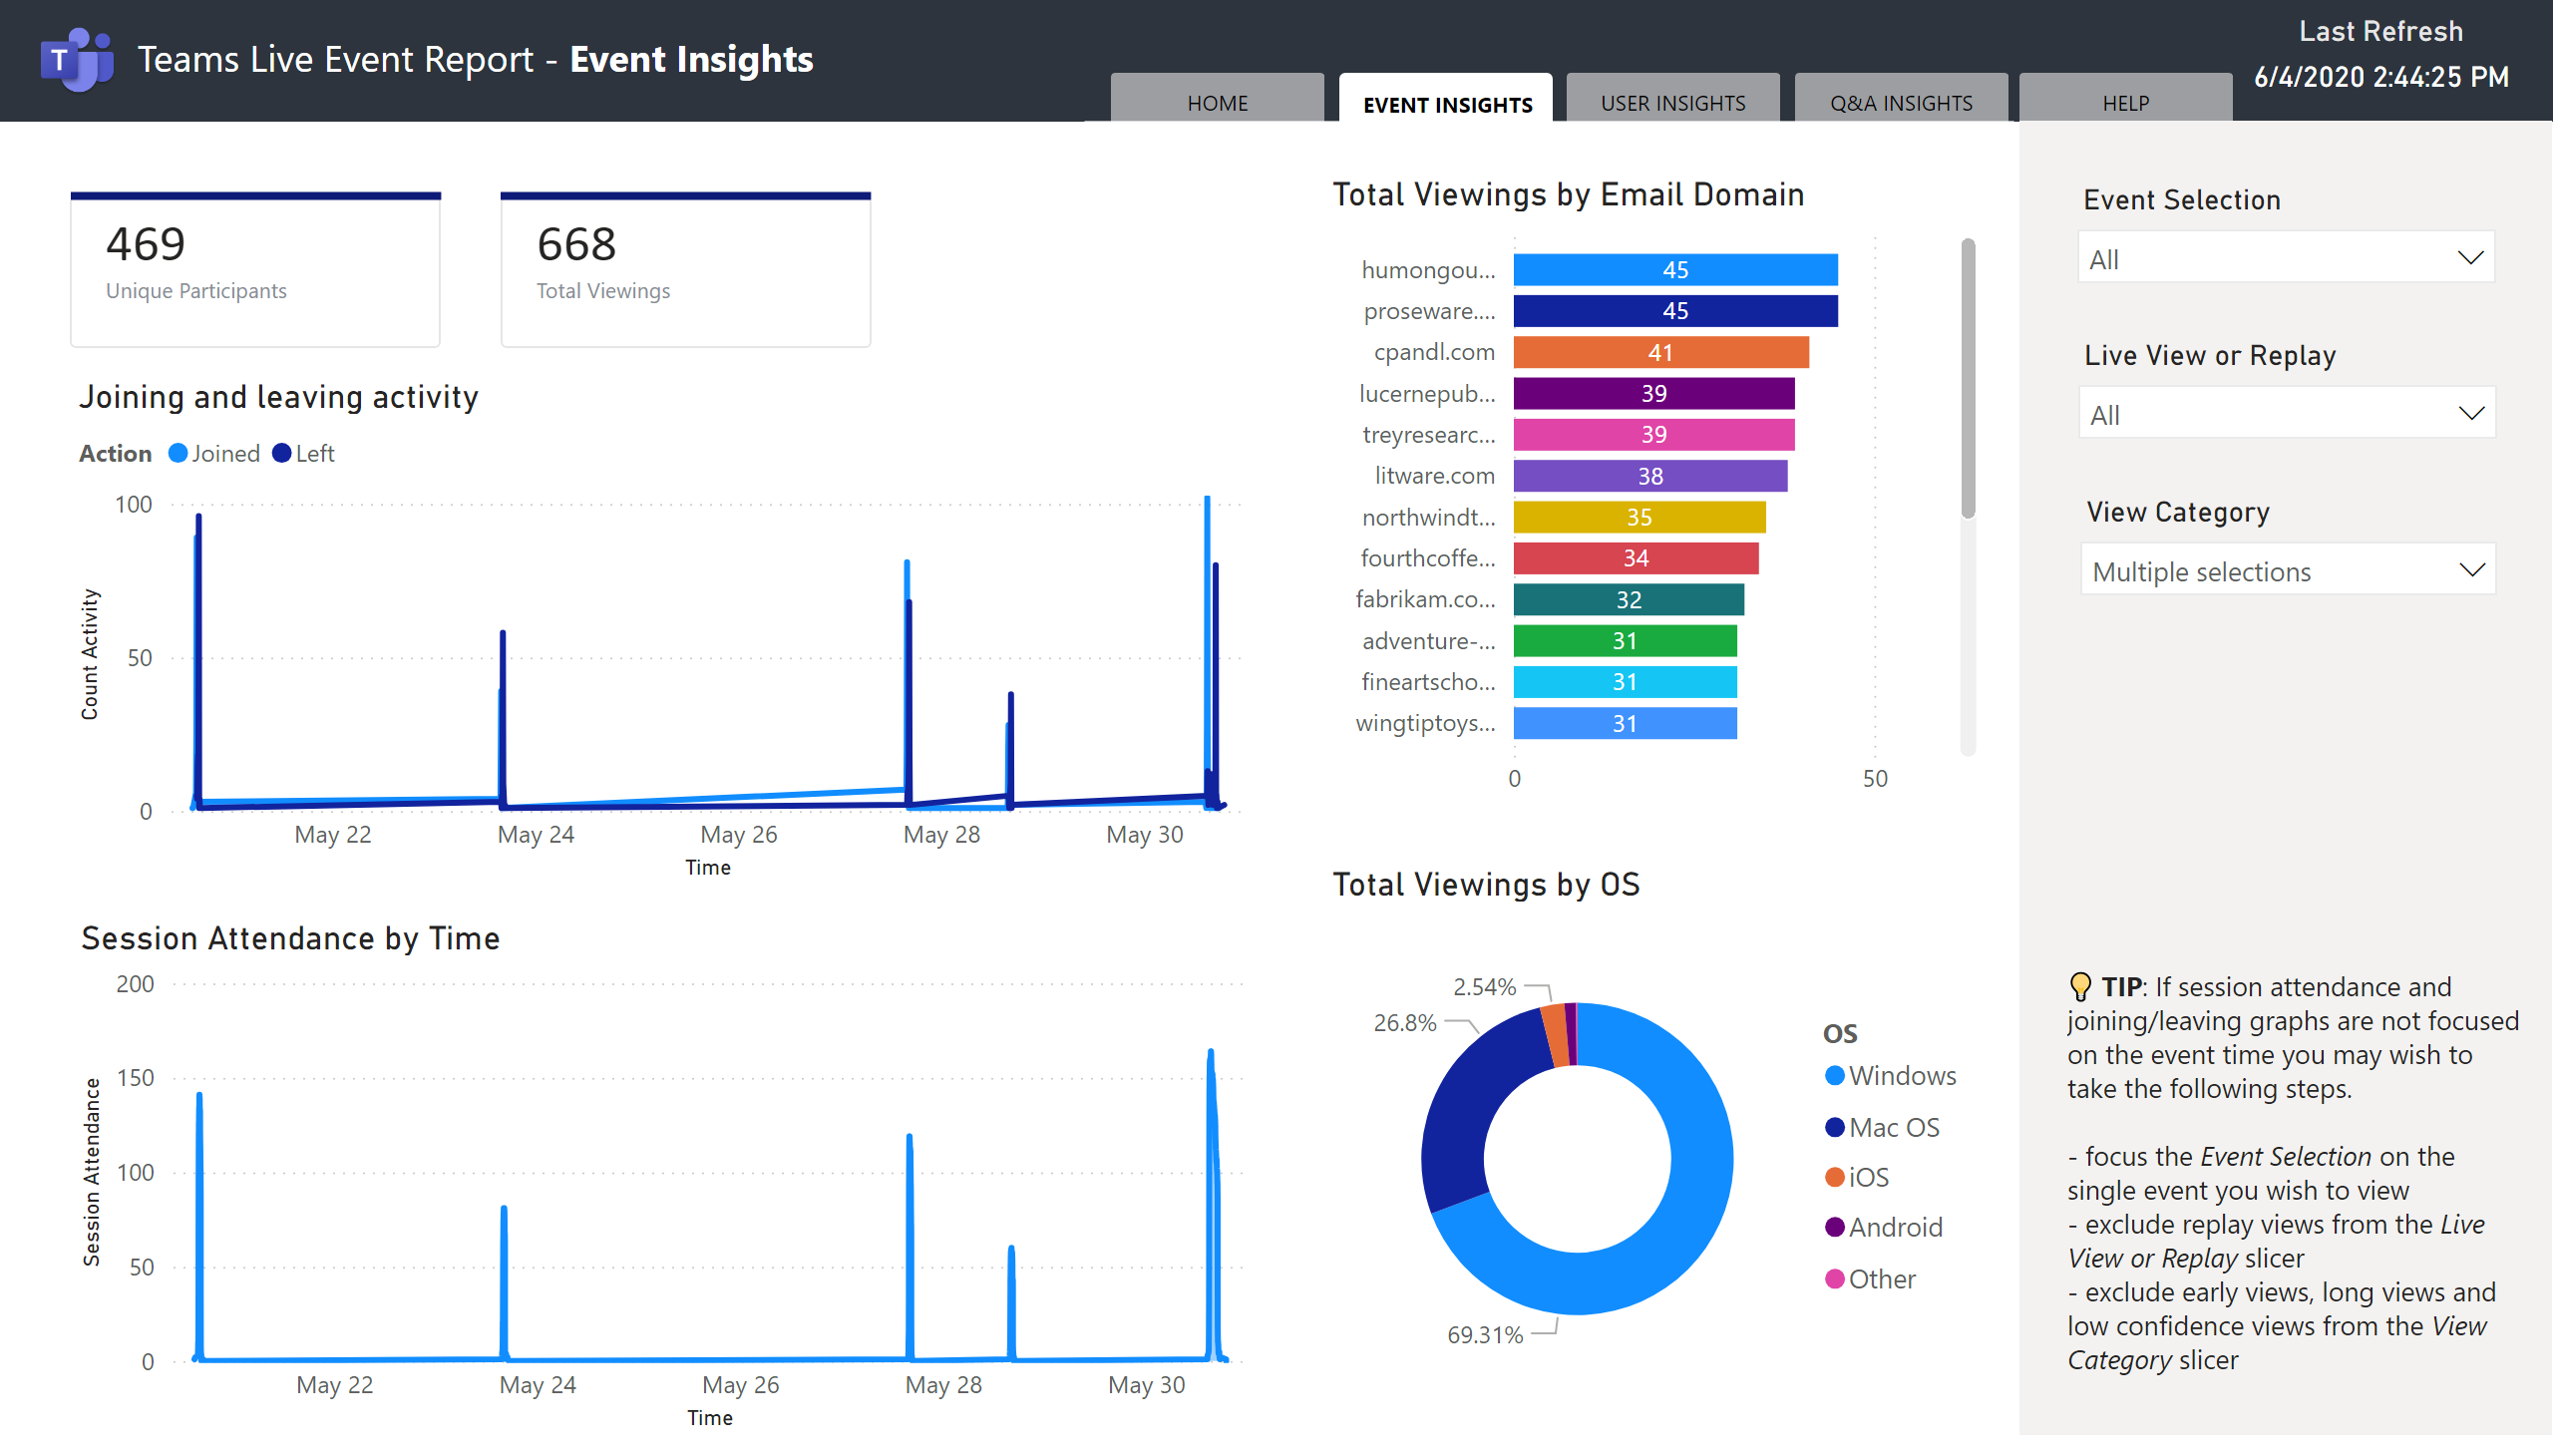 T
Teams Live Event Report - Event Insights
HOME
EVENT INSIGHTS
USER INSIGHTS
Q&A INSIGHTS
HELP
Last Refresh
6/4/2020 2:44:25 PM
469
Unique Participants
668
Total Viewings
Joining and leaving activity
Action Joined Left
100
50
0
Count Activity
May 22
May 24
May 26
May 28
May 30
Time
Session Attendance by Time
200
150
100
50
0
Session Attendance
May 22
May 24
May 26
May 28
May 30
Time
Total Viewings by Email Domain
humongou... 45
proseware.... 45
cpandl.com 41
lucernepub... 39
treyresearc... 39
litware.com 38
northwindt... 35
fourthcoffe... 34
fabrikam.co... 32
adventure-... 31
fineartscho... 31
wingtiptoys... 31
0
50
Total Viewings by OS
2.54%
26.8%
69.31%
OS
Windows
Mac OS
iOS
Android
Other
Event Selection
All
Live View or Replay
All
View Category
Multiple selections
TIP: If session attendance and
joining/leaving graphs are not focused
on the event time you may wish to
take the following steps.
- focus the Event Selection on the
single event you wish to view
- exclude replay views from the Live
View or Replay slicer
- exclude early views, long views and
low confidence views from the View
Category slicer